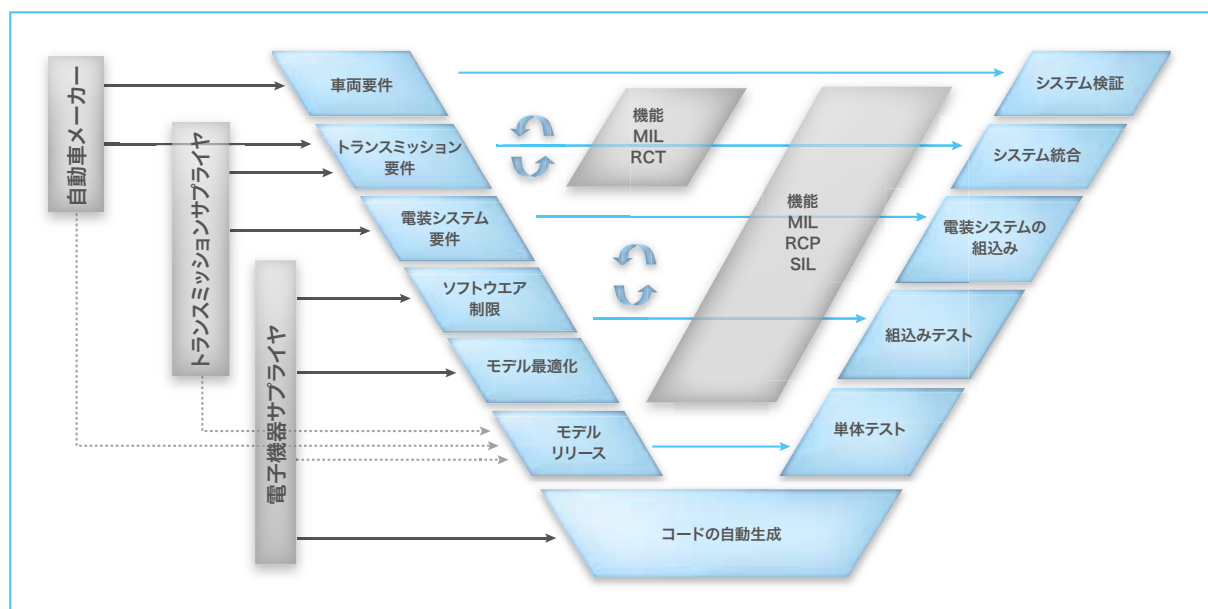 自動車メーカー
トランスミッションサプライヤ
電子機器サプライヤ
車両要件
トランスミッション
要件
電装システム
要件
ソフトウエア
制限
モデル最適化
モデル
リリース
コードの自動生成
機能
MIL
RCT
機能
MIL
RCP
SIL
システム検証
システム統合
電装システムの
組込み
組込みテスト
単体テスト